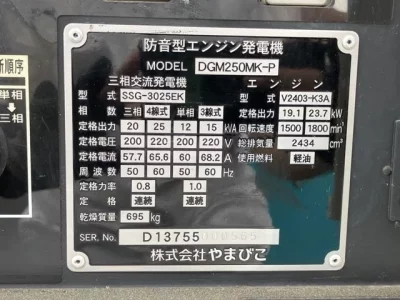 防音型エンジン発電機
MODEL DGM250MK-P
三相交流発電機 エンジン
型式 SSG-3025EK 型式 V2403-K3A
相数 三相 4線式 単相 3線式 定格出力 19.1 23.7 kW
定格出力 20 25 12 15 kVA 回転速度 1500 1800 min⁻¹
定格電圧 200 220 200 220 V 総排気量 2434 cm³
定格電流 57.7 65.6 60 68.2 A 使用燃料 軽油
周波数 50 60 50 60 Hz
定格力率 0.8 1.0
定格 連続 連続
乾燥質量 695 kg
SER. No. D13755
株式会社 やまびこ
新順序
単相
三相